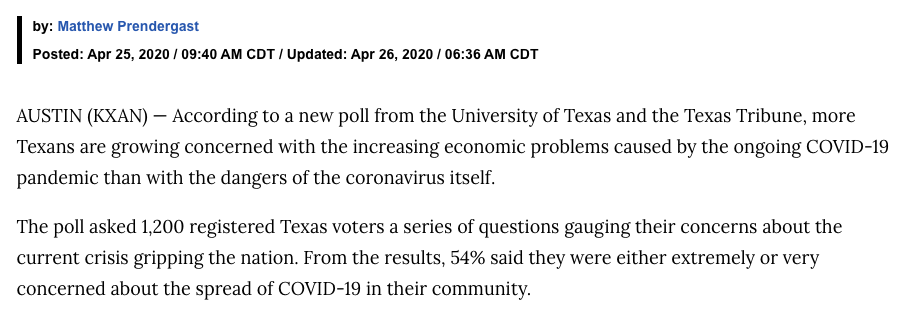 by: Matthew Prendergast
Posted: Apr 25, 2020 / 09:40 AM CDT / Updated: Apr 26, 2020 / 06:36 AM CDT
AUSTIN (KXAN) — According to a new poll from the University of Texas and the Texas Tribune, more
Texans are growing concerned with the increasing economic problems caused by the ongoing COVID-19
pandemic than with the dangers of the coronavirus itself.
The poll asked 1,200 registered Texas voters a series of questions gauging their concerns about the
current crisis gripping the nation. From the results, 54% said they were either extremely or very
concerned about the spread of COVID-19 in their community.